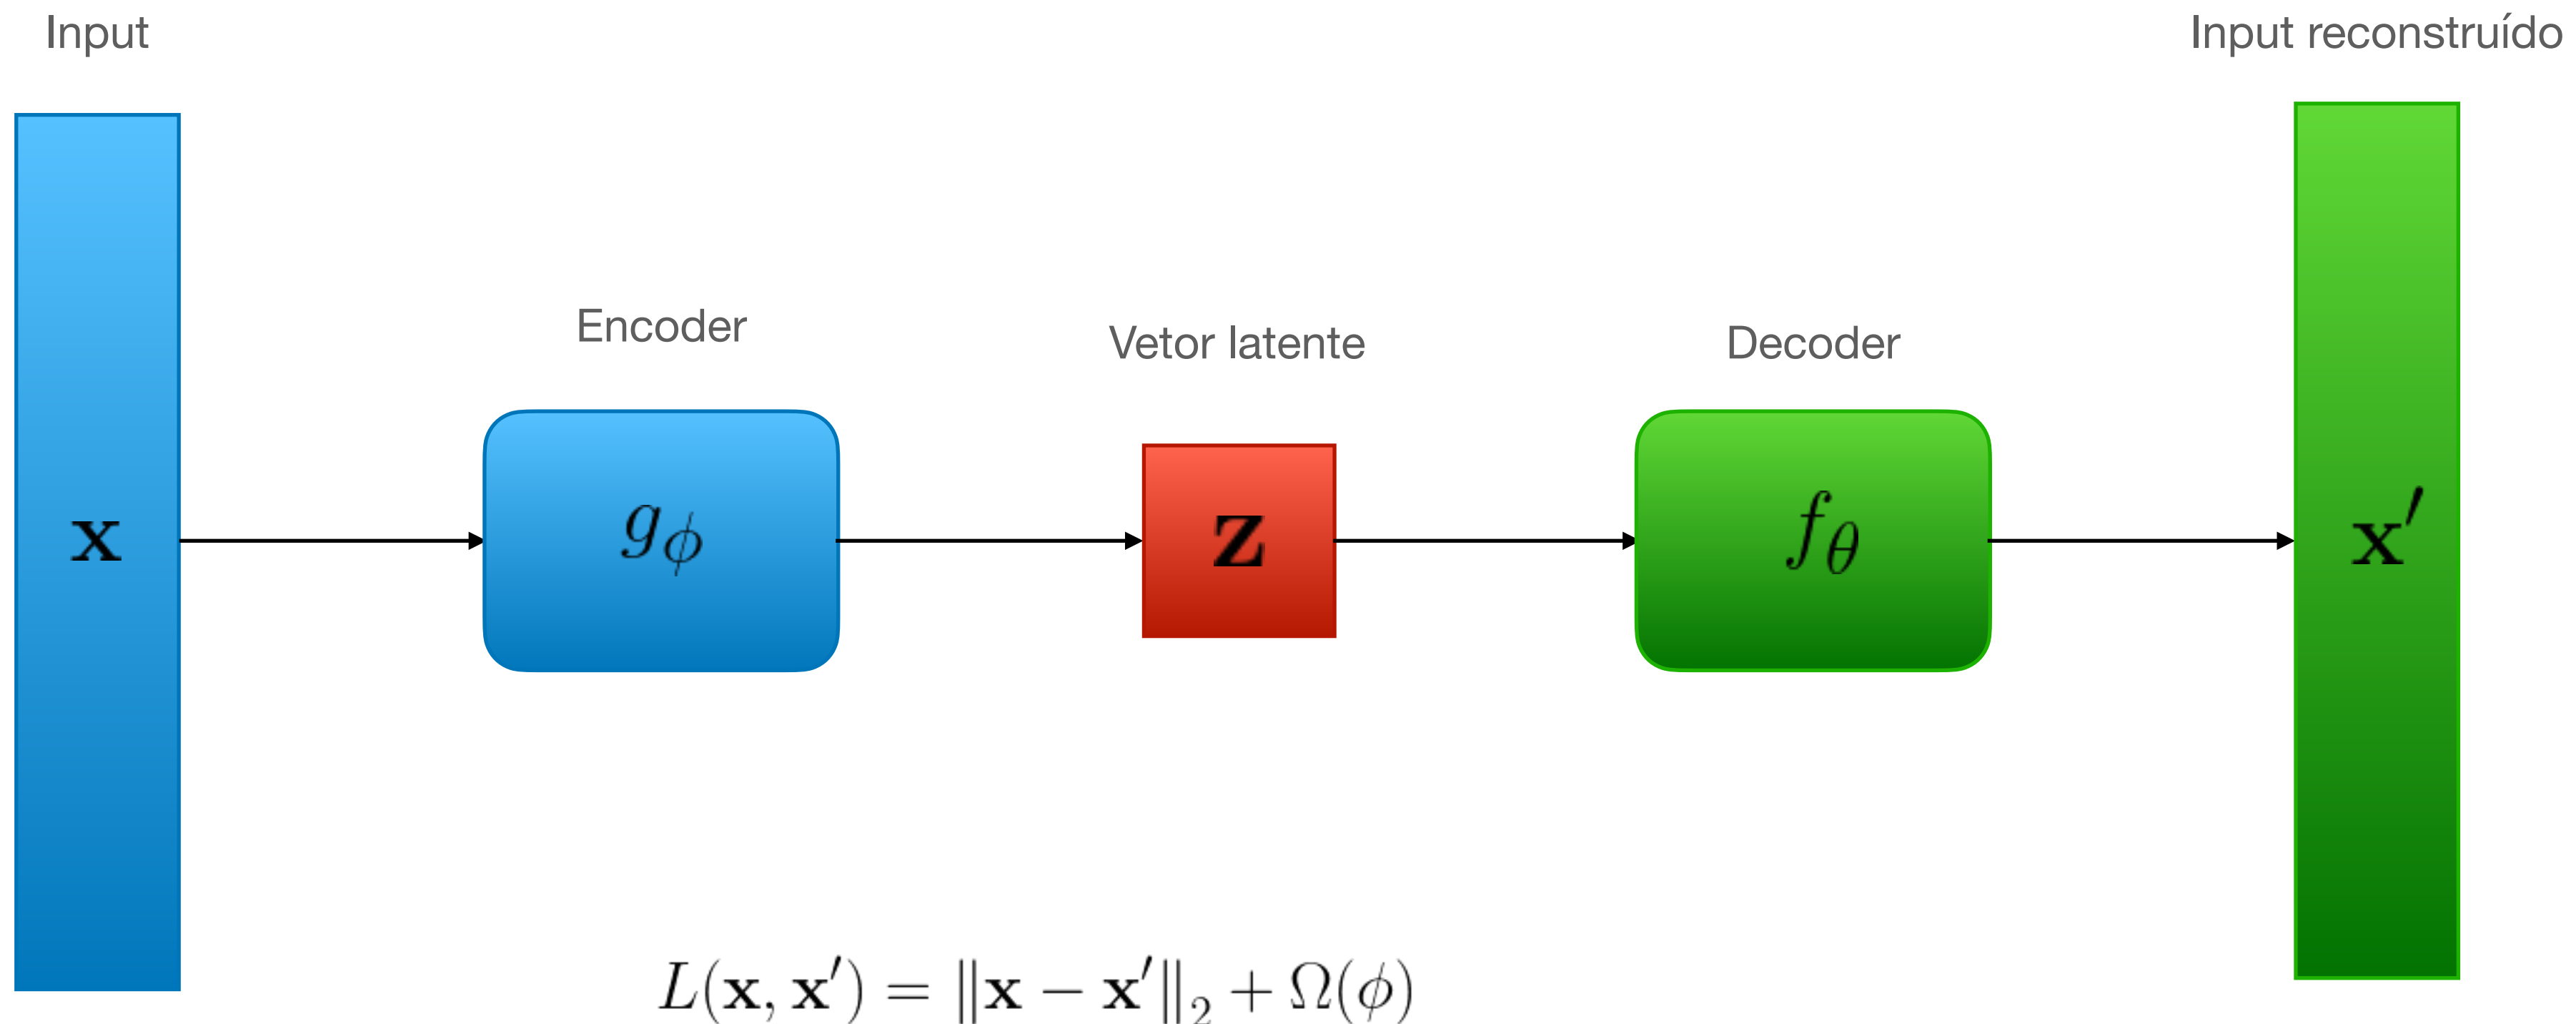 Input
Input reconstruído
Encoder
Vetor latente
Decoder
x
g_ϕ
z
f_θ
x′
L(x, x′) = ‖x − x′‖₂ + Ω(ϕ)